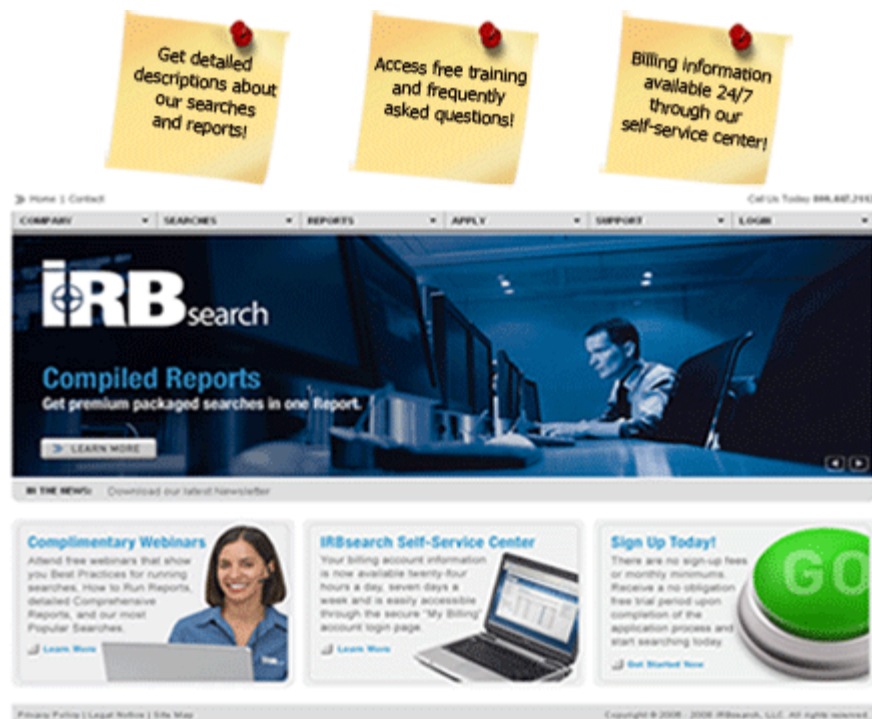 Get detailed
descriptions about
our searches
and reports!
Access free training
and frequently
asked questions!
Billing information
available 24/7
through our
self-service center!
Home | Contact
Call Us Today
COMPANY
SEARCHES
REPORTS
APPLY
SUPPORT
LOGIN
iRBsearch
Compiled Reports
Get premium packaged searches in one Report.
LEARN MORE
IN THE NEWS: Download our latest Newsletter
Complimentary Webinars
Attend free webinars that show
you Best Practices for running
searches, How to Run Reports,
detailed Comprehensive
Reports, and our most
Popular Searches.
Learn More
IRBsearch Self-Service Center
Your billing account information
is now available twenty-four
hours a day, seven days a
week and is easily accessible
through the secure "My Billing"
account login page.
Learn More
Sign Up Today!
There are no sign-up fees
or monthly minimums.
Receive a no obligation
free trial period upon
completion of the
application process and
start searching today.
Get Started Now
GO
Privacy Policy | Legal Notice | Site Map
Copyright © 2006 - 2008 IRBsearch, LLC. All rights reserved.